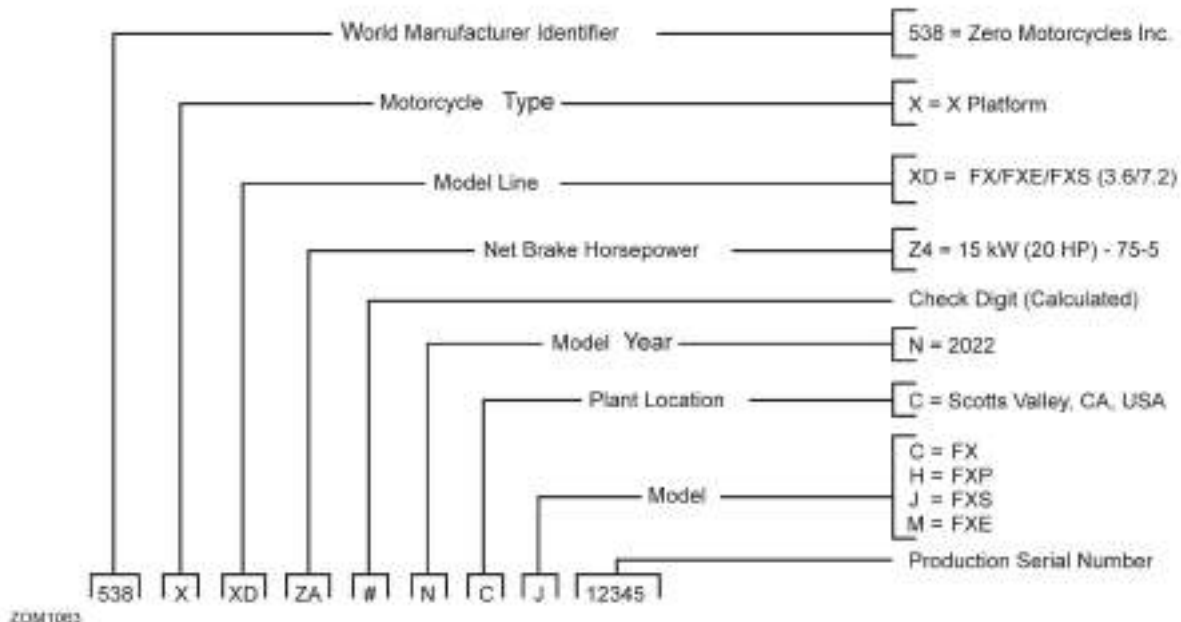 World Manufacturer Identifier 538 = Zero Motorcycles Inc.
Motorcycle Type X = X Platform
Model Line XD = FX/FXE/FXS (3.6/7.2)
Net Brake Horsepower Z4 = 15 kW (20 HP) - 75-5
Check Digit (Calculated)
Model Year N = 2022
Plant Location C = Scotts Valley, CA, USA
C = FX
H = FXP
Model J = FXS
M = FXE
Production Serial Number
538 X XD ZA # N C J 12345
ZOM1063